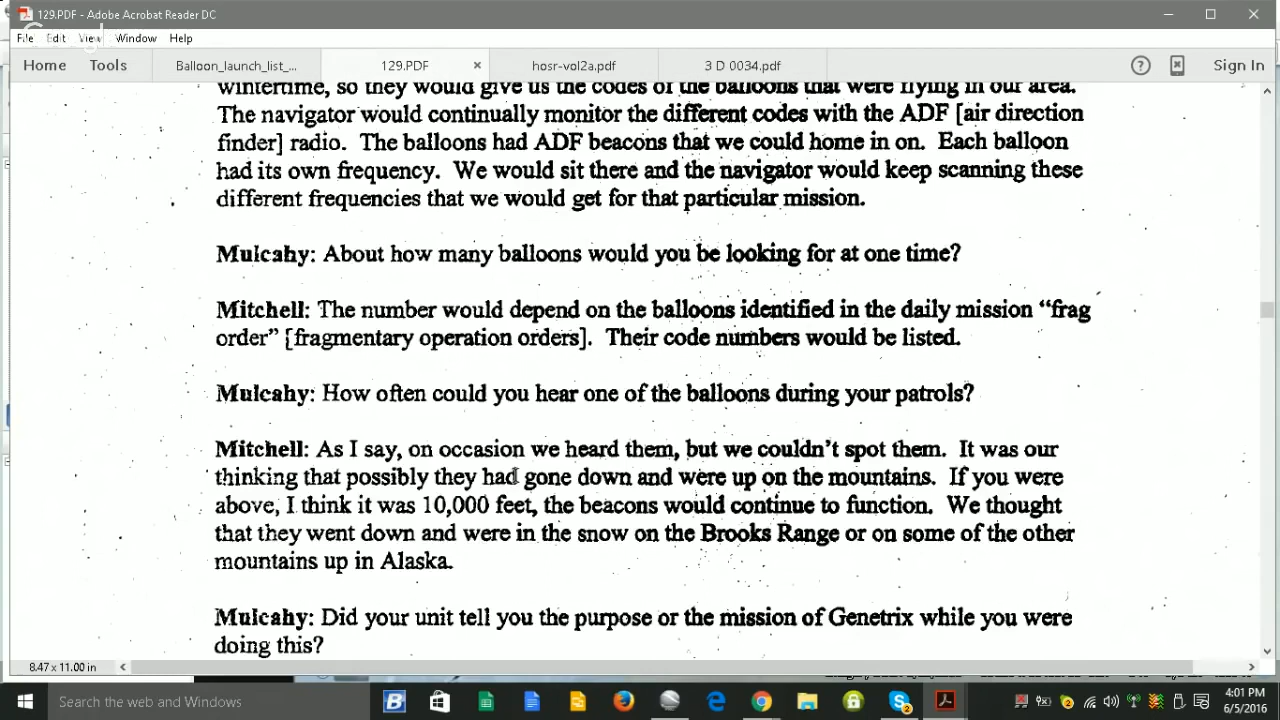 129.PDF - Adobe Acrobat Reader DC
Google
File Edit View Window Help
Home Tools Balloon_launch_list_... 129.PDF × hosr-vol2a.pdf 3 D 0034.pdf Sign In
wintertime, so they would give us the codes of the balloons that were flying in our area.
The navigator would continually monitor the different codes with the ADF [air direction
finder] radio. The balloons had ADF beacons that we could home in on. Each balloon
had its own frequency. We would sit there and the navigator would keep scanning these
different frequencies that we would get for that particular mission.
Mulcahy: About how many balloons would you be looking for at one time?
Mitchell: The number would depend on the balloons identified in the daily mission “frag
order” [fragmentary operation orders]. Their code numbers would be listed.
Mulcahy: How often could you hear one of the balloons during your patrols?
Mitchell: As I say, on occasion we heard them, but we couldn’t spot them. It was our
thinking that possibly they had gone down and were up on the mountains. If you were
above, I think it was 10,000 feet, the beacons would continue to function. We thought
that they went down and were in the snow on the Brooks Range or on some of the other
mountains up in Alaska.
Mulcahy: Did your unit tell you the purpose or the mission of Genetrix while you were
doing this?
8.47 x 11.00 in
Search the web and Windows
4:01 PM
6/5/2016